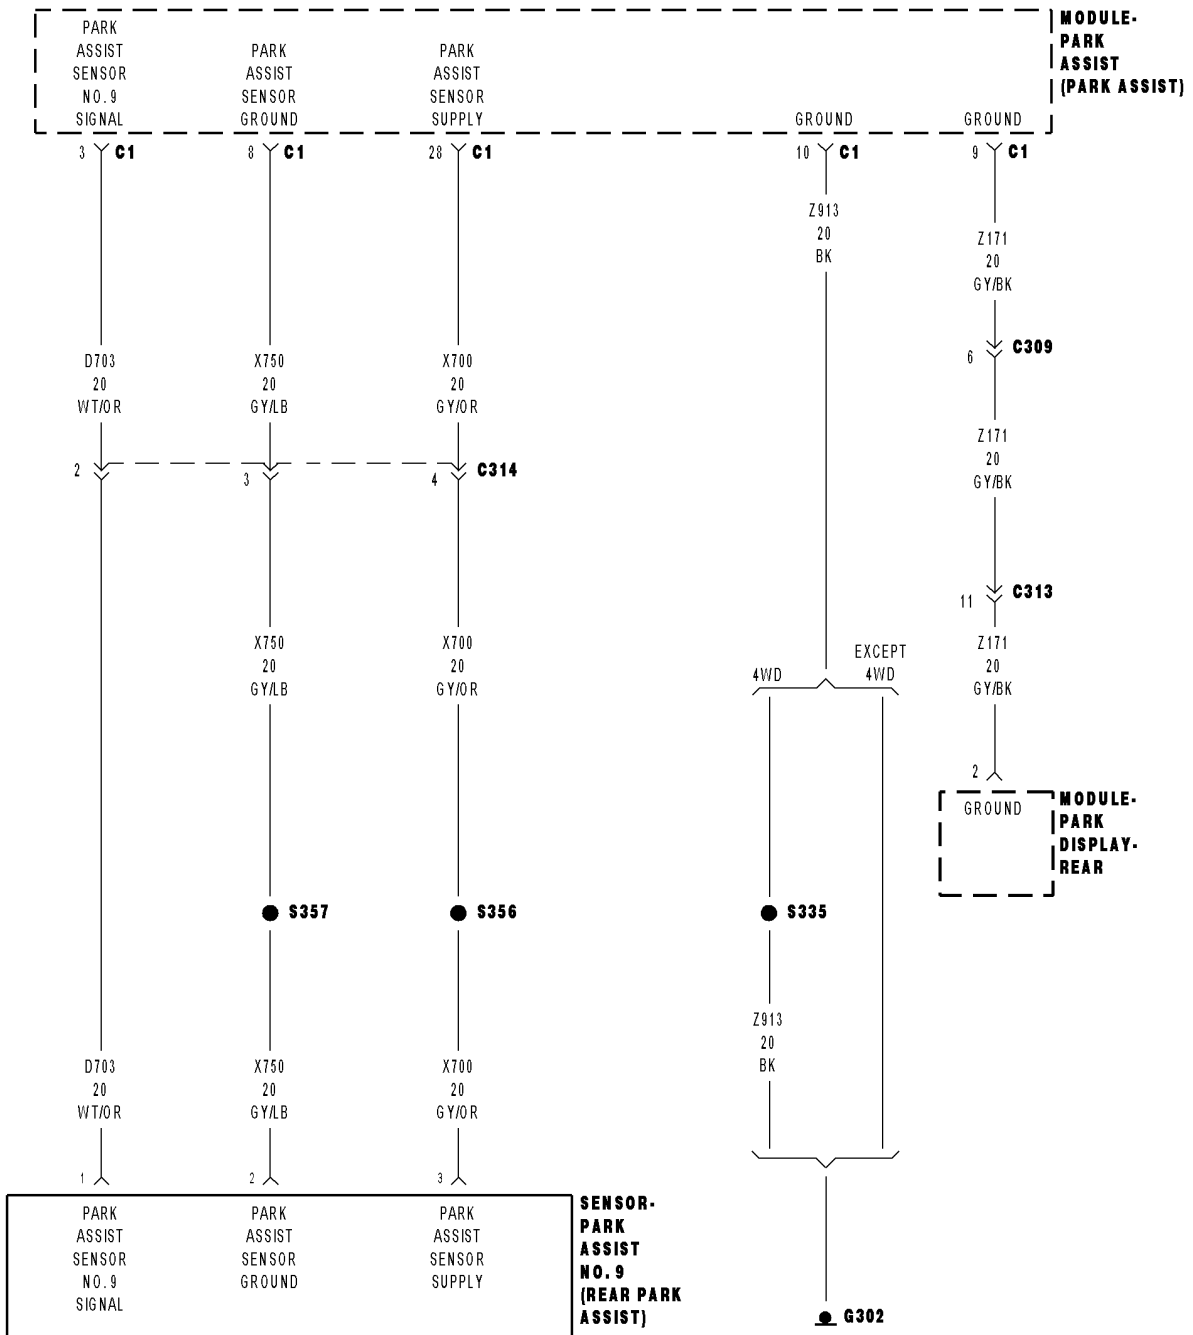 PARK
ASSIST
SENSOR
NO.9
SIGNAL
PARK
ASSIST
SENSOR
GROUND
PARK
ASSIST
SENSOR
SUPPLY
GROUND
GROUND
MODULE-
PARK
ASSIST
(PARK ASSIST)
3 C1
8 C1
28 C1
10 C1
9 C1
Z913
20
BK
Z171
20
GY/BK
6 C309
D703
20
WT/OR
X750
20
GY/LB
X700
20
GY/OR
Z171
20
GY/BK
2
3
4 C314
11 C313
X750
20
GY/LB
X700
20
GY/OR
4WD
EXCEPT
4WD
Z171
20
GY/BK
2
GROUND
MODULE-
PARK
DISPLAY-
REAR
S357
S356
S335
Z913
20
BK
D703
20
WT/OR
X750
20
GY/LB
X700
20
GY/OR
1
2
3
PARK
ASSIST
SENSOR
NO.9
SIGNAL
PARK
ASSIST
SENSOR
GROUND
PARK
ASSIST
SENSOR
SUPPLY
SENSOR-
PARK
ASSIST
NO.9
(REAR PARK
ASSIST)
G302